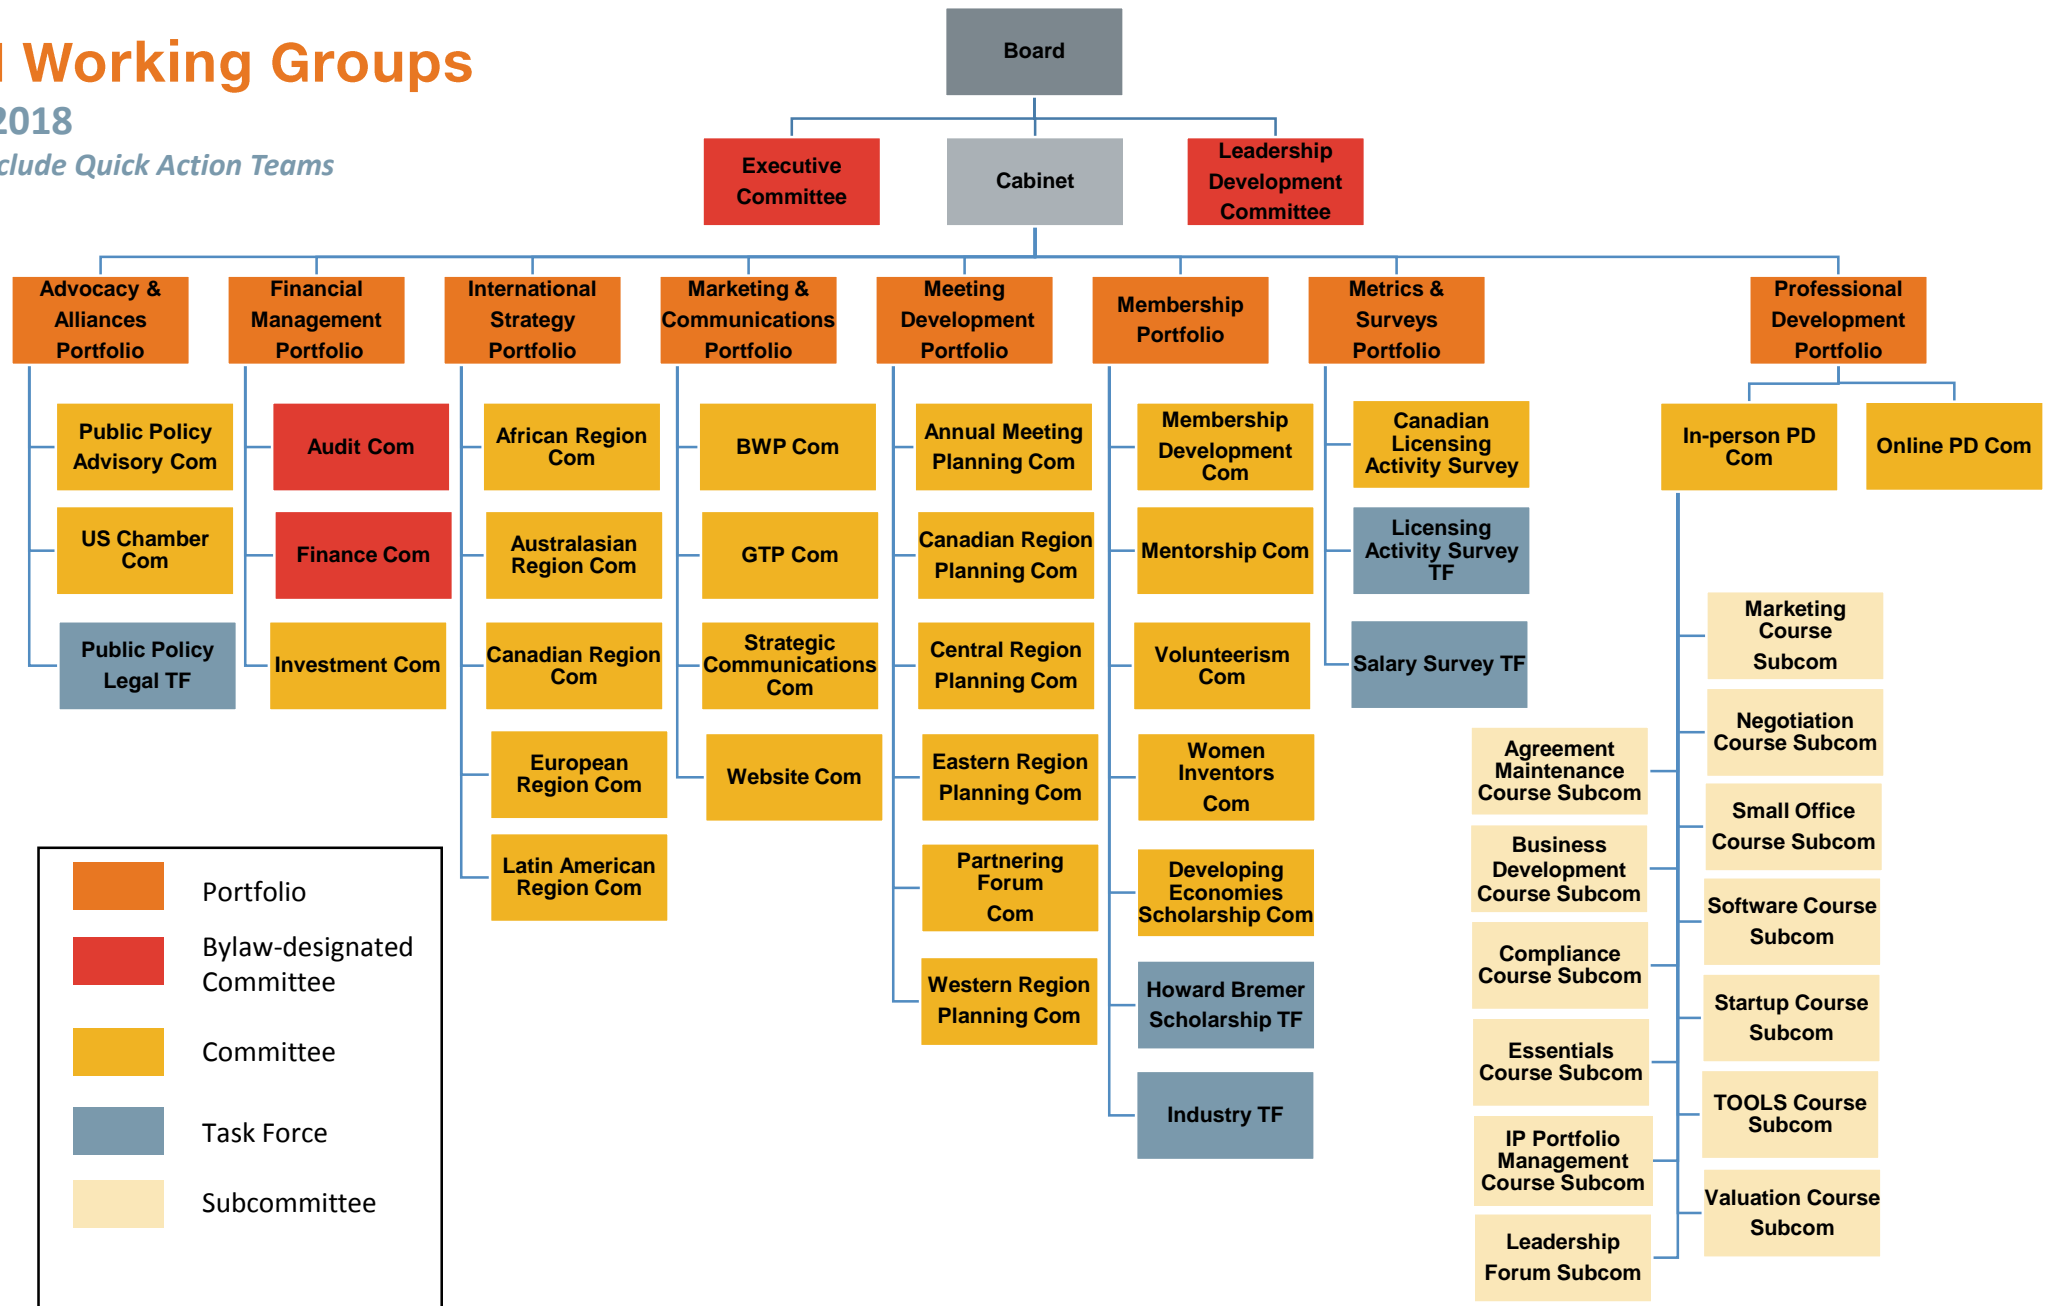 Working Groups
2018
clude Quick Action Teams
Board
Executive
Committee
Cabinet
Leadership
Development
Committee
Advocacy &
Alliances
Portfolio
Financial
Management
Portfolio
International
Strategy
Portfolio
Marketing &
Communications
Portfolio
Meeting
Development
Portfolio
Membership
Portfolio
Metrics &
Surveys
Portfolio
Professional
Development
Portfolio
Public Policy
Advisory Com
US Chamber
Com
Public Policy
Legal TF
Audit Com
Finance Com
Investment Com
African Region
Com
Australasian
Region Com
Canadian Region
Com
European
Region Com
Latin American
Region Com
BWP Com
GTP Com
Strategic
Communications
Com
Website Com
Annual Meeting
Planning Com
Canadian Region
Planning Com
Central Region
Planning Com
Eastern Region
Planning Com
Partnering
Forum
Com
Western Region
Planning Com
Membership
Development
Com
Mentorship Com
Volunteerism
Com
Women
Inventors
Com
Developing
Economies
Scholarship Com
Howard Bremer
Scholarship TF
Industry TF
Canadian
Licensing
Activity Survey
Licensing
Activity Survey
TF
Salary Survey TF
In-person PD
Com
Online PD Com
Agreement
Maintenance
Course Subcom
Business
Development
Course Subcom
Compliance
Course Subcom
Essentials
Course Subcom
IP Portfolio
Management
Course Subcom
Leadership
Forum Subcom
Marketing
Course
Subcom
Negotiation
Course Subcom
Small Office
Course Subcom
Software Course
Subcom
Startup Course
Subcom
TOOLS Course
Subcom
Valuation Course
Subcom
Portfolio
Bylaw-designated
Committee
Committee
Task Force
Subcommittee